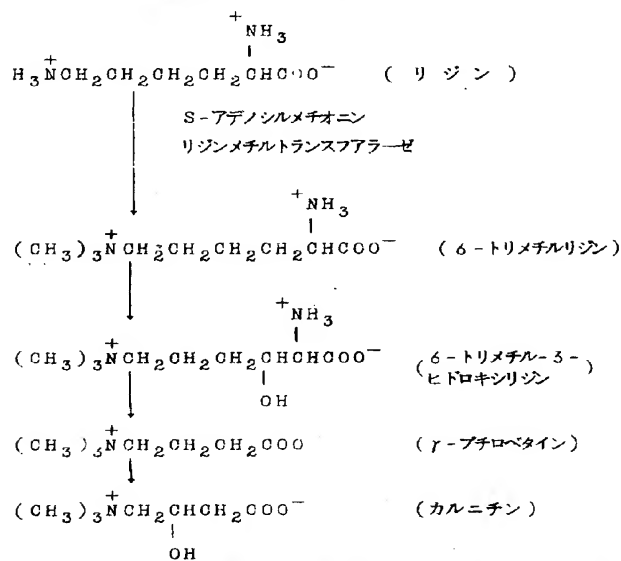 +NH3
H3N+CH2CH2CH2CH2CHCOO− (リジン)
S-アデノシルメチオニン
リジンメチルトランスフアラーゼ
+NH3
(CH3)3N+CH2CH2CH2CH2CHCOO− (6-トリメチルリジン)
+NH3
(CH3)3N+CH2CH2CH2CHCHCOO− (6-トリメチル-3-ヒドロキシリジン)
OH
(CH3)3N+CH2CH2CH2COO (γ-ブチロベタイン)
(CH3)3N+CH2CHCH2COO− (カルニチン)
OH